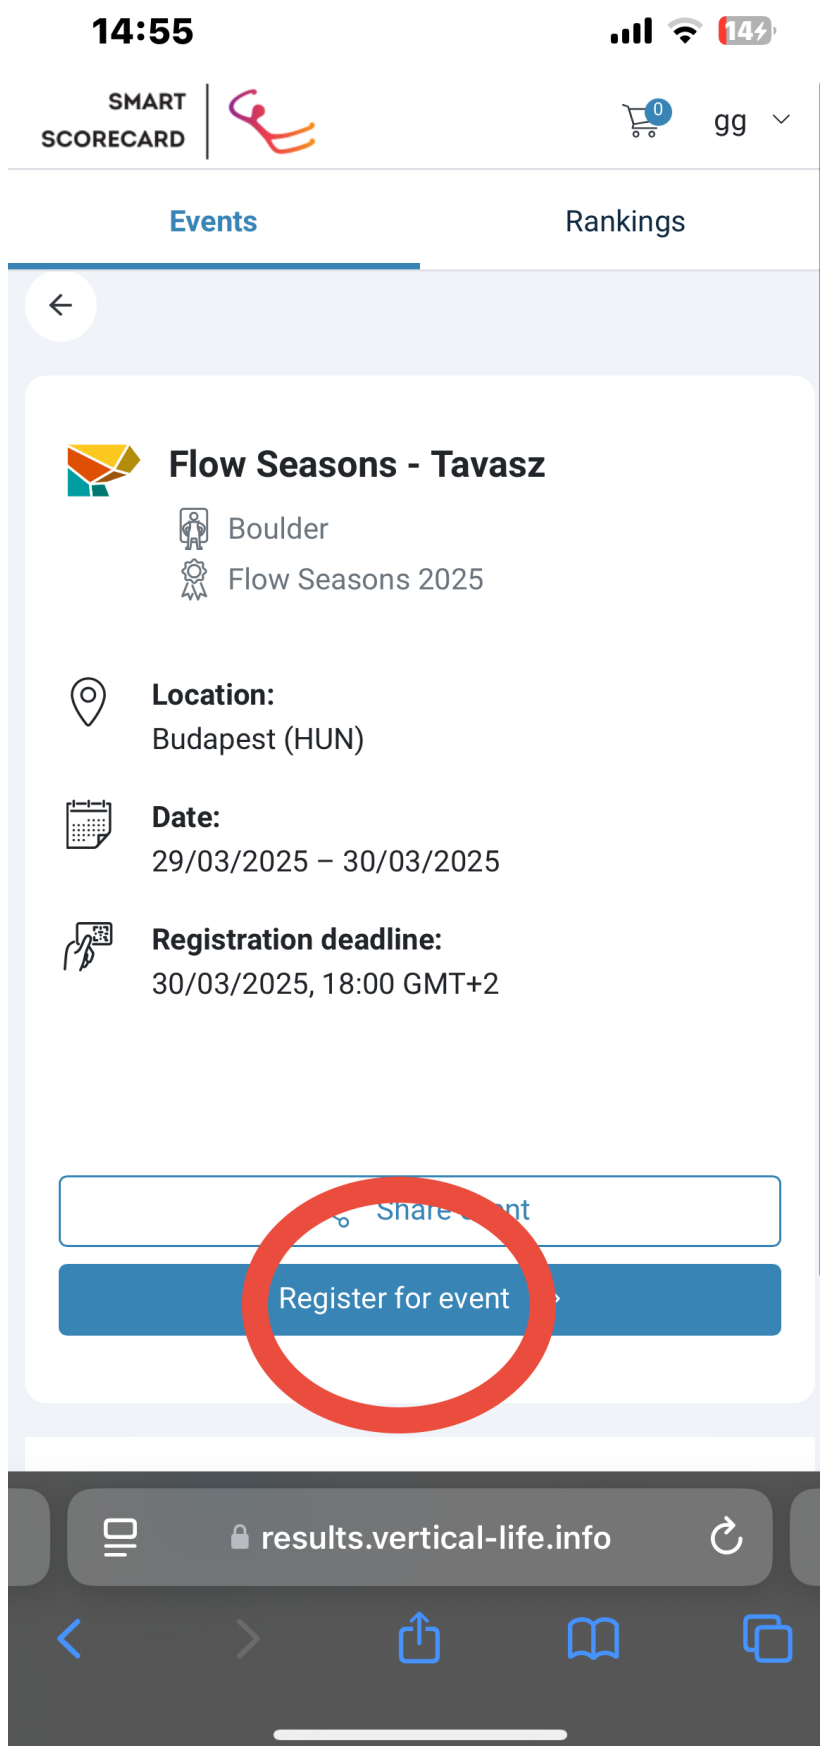 14:55
14
SMART
SCORECARD
0
gg
Events
Rankings
Flow Seasons - Tavasz
Boulder
Flow Seasons 2025
Location:
Budapest (HUN)
Date:
29/03/2025 – 30/03/2025
Registration deadline:
30/03/2025, 18:00 GMT+2
Share event
Register for event
results.vertical-life.info